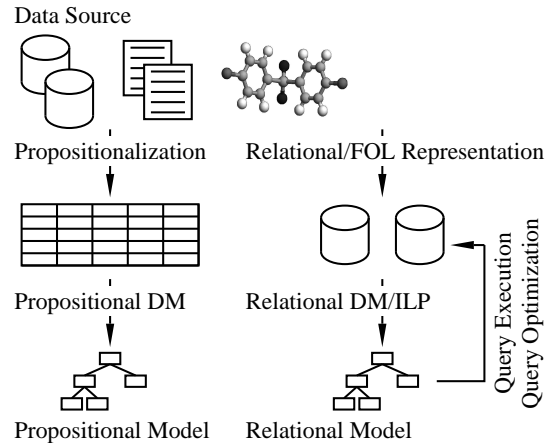 Data Source
Propositionalization
Relational/FOL Representation
Propositional DM
Relational DM/ILP
Query Execution
Query Optimization
Propositional Model
Relational Model